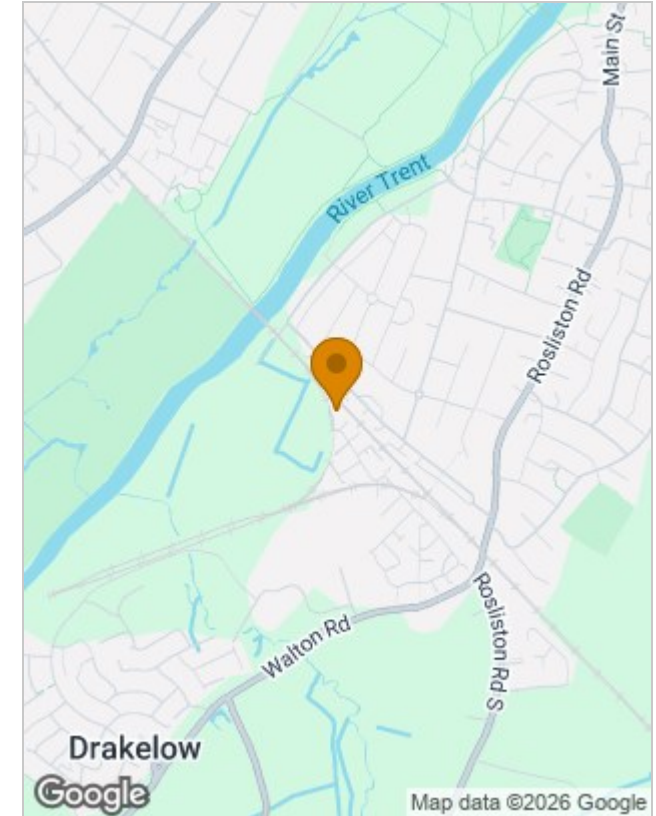 Main St
River Trent
Rosliston Rd
Rosliston Rd S
Walton Rd
Drakelow
Google
Map data ©2026 Google